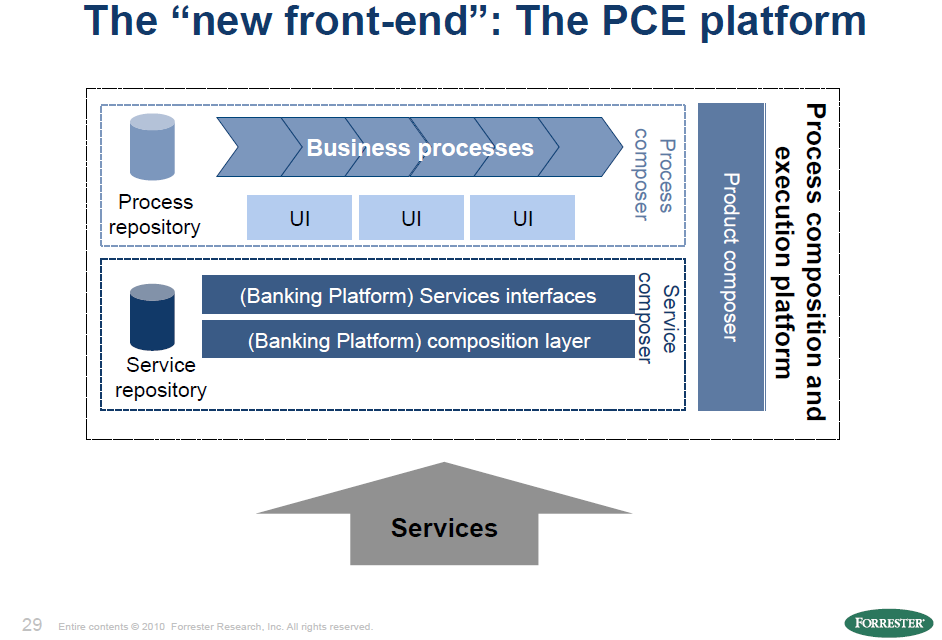 The “new front-end”: The PCE platform
Business processes
Process
repository
UI
UI
UI
Process
composer
(Banking Platform) Services interfaces
(Banking Platform) composition layer
Service
repository
Service
composer
Product composer
Process composition and
execution platform
Services
29
Entire contents © 2010 Forrester Research, Inc. All rights reserved.
FORRESTER®